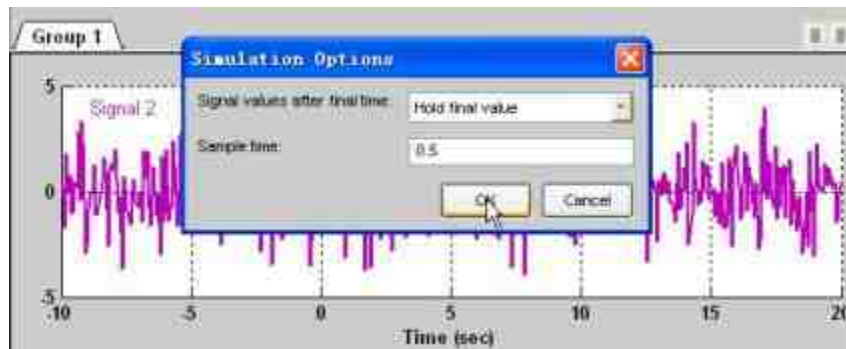 Group 1
Simulation Options
Signal values after final time:
Hold final value
Sample time:
0.5
OK
Cancel
Signal 2
5
0
-5
-10
-5
0
5
10
15
20
Time (sec)